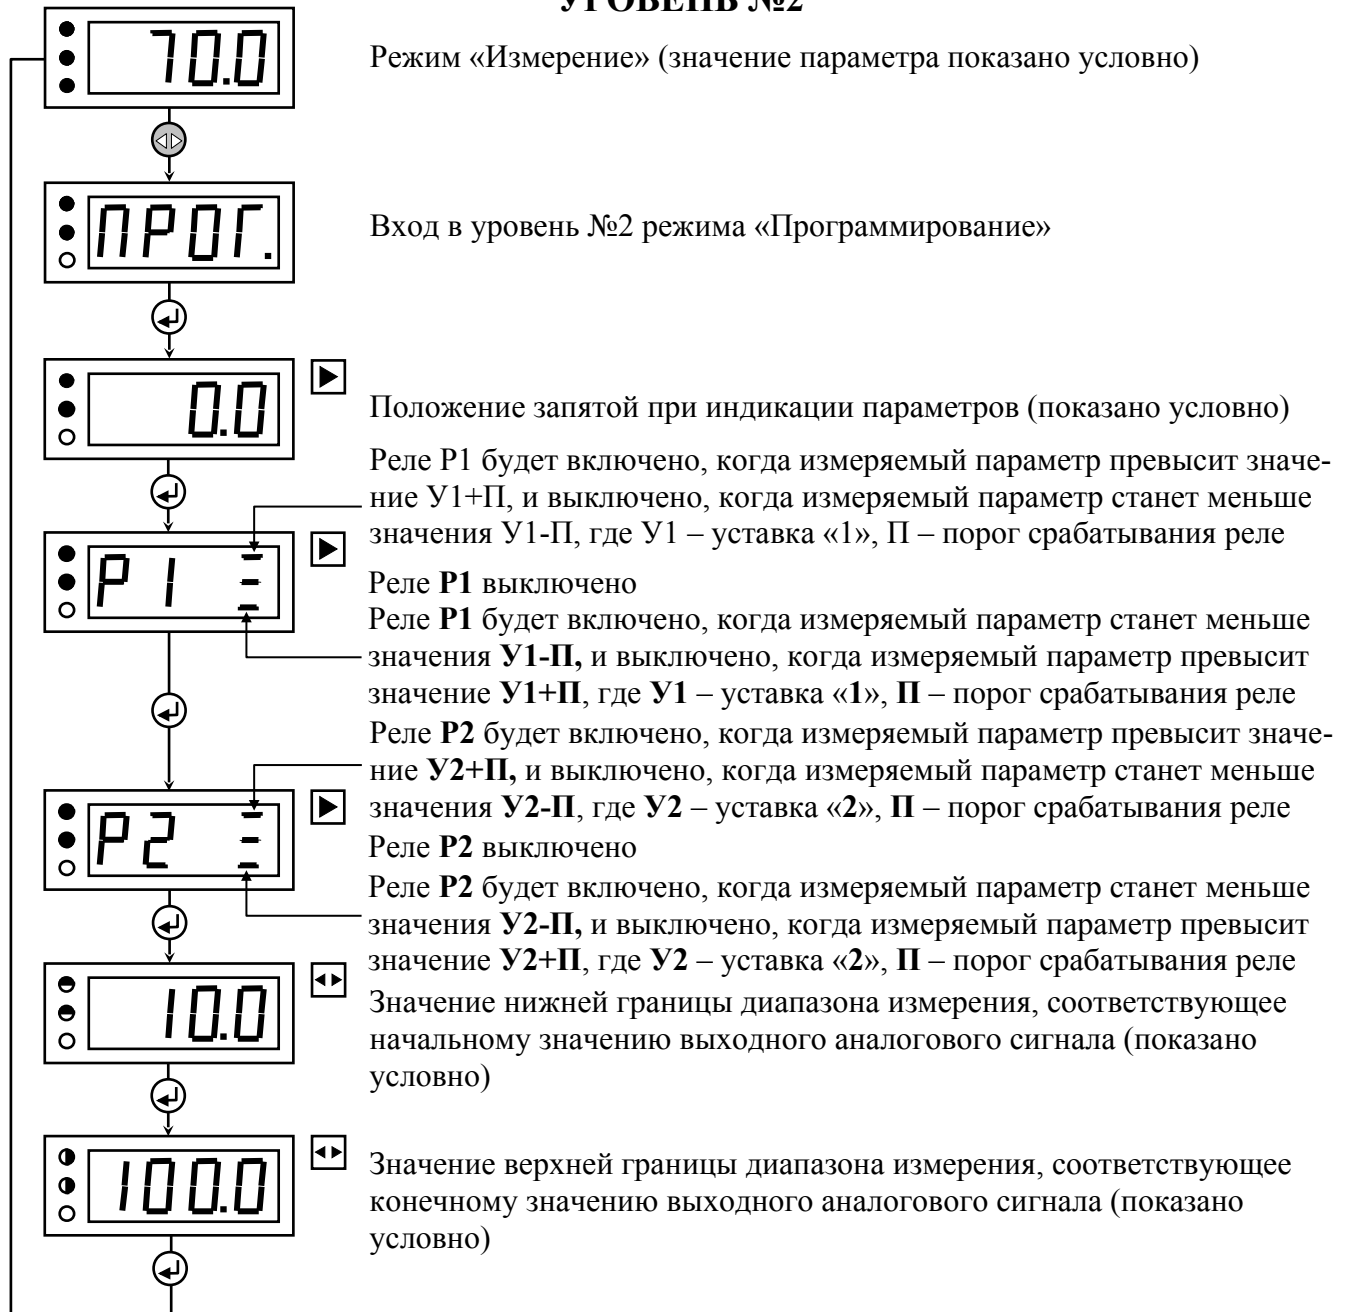 УРОВЕНЬ №2
70.0
Режим «Измерение» (значение параметра показано условно)
ПРОГ.
Вход в уровень №2 режима «Программирование»
0.0
Положение запятой при индикации параметров (показано условно)
Реле Р1 будет включено, когда измеряемый параметр превысит значе-
ние У1+П, и выключено, когда измеряемый параметр станет меньше
значения У1-П, где У1 – уставка «1», П – порог срабатывания реле
Р1
Реле Р1 выключено
Реле Р1 будет включено, когда измеряемый параметр станет меньше
значения У1-П, и выключено, когда измеряемый параметр превысит
значение У1+П, где У1 – уставка «1», П – порог срабатывания реле
Реле Р2 будет включено, когда измеряемый параметр превысит значе-
ние У2+П, и выключено, когда измеряемый параметр станет меньше
значения У2-П, где У2 – уставка «2», П – порог срабатывания реле
Р2
Реле Р2 выключено
Реле Р2 будет включено, когда измеряемый параметр станет меньше
значения У2-П, и выключено, когда измеряемый параметр превысит
значение У2+П, где У2 – уставка «2», П – порог срабатывания реле
10.0
Значение нижней границы диапазона измерения, соответствующее
начальному значению выходного аналогового сигнала (показано
условно)
100.0
Значение верхней границы диапазона измерения, соответствующее
конечному значению выходного аналогового сигнала (показано
условно)